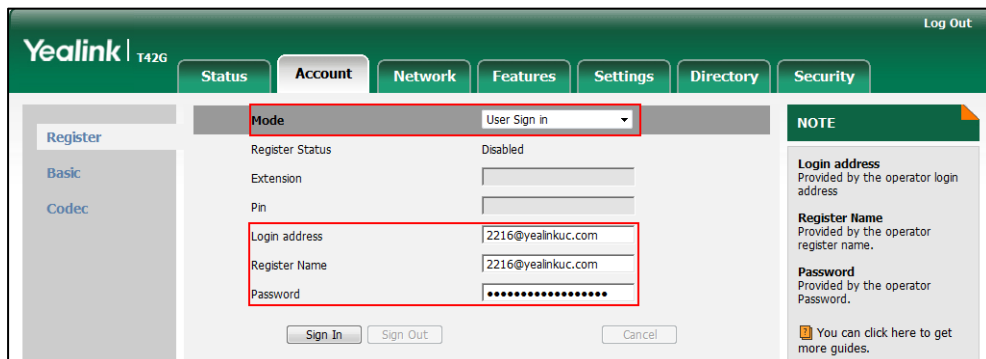 Log Out
Yealink T42G
Status Account Network Features Settings Directory Security
Register
Basic
Codec
Mode User Sign in
Register Status Disabled
Extension
Pin
Login address 2216@yealinkuc.com
Register Name 2216@yealinkuc.com
Password ••••••••••••••••••
Sign In Sign Out Cancel
NOTE
Login address
Provided by the operator login
address
Register Name
Provided by the operator
register name.
Password
Provided by the operator
Password.
You can click here to get
more guides.